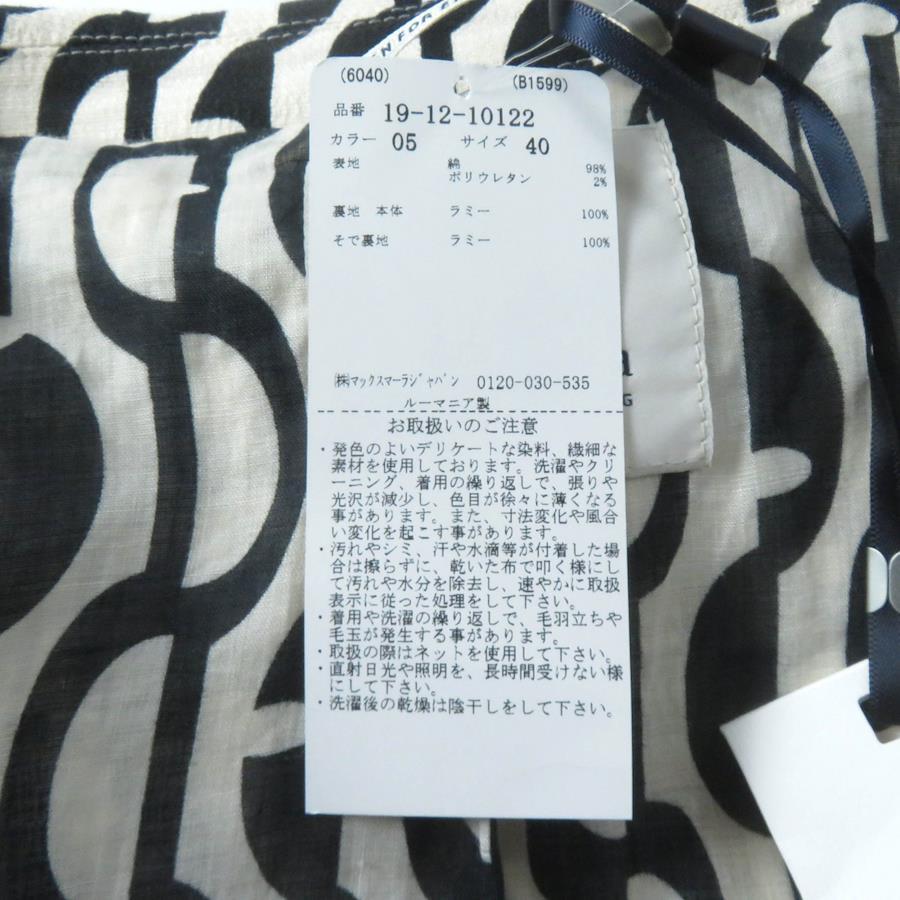 N FOR E
(6040) (B1599)
品番 19-12-10122
カラー 05 サイズ 40
表地 綿 98%
ポリウレタン 2%
裏地 本体 ラミー 100%
そで裏地 ラミー 100%
㈱マックスマーラジャパン 0120-030-535
ルーマニア製
お取扱いのご注意
・発色のよいデリケートな染料、繊細な
素材を使用しております。洗濯やクリ
ーニング、着用の繰り返しで、張りや
光沢が減少し、色目が徐々に薄くなる
事があります。また、寸法変化や風合
い変化を起こす事があります。
・汚れやシミ、汗や水滴等が付着した場
合は擦らずに、乾いた布で叩く様にし
て汚れや水分を除去し、速やかに取扱
表示に従った処理をして下さい。
・着用や洗濯の繰り返しで、毛羽立ちや
毛玉が発生する事があります。
・取扱の際はネットを使用して下さい。
・直射日光や照明を、長時間受けない様
にして下さい。
・洗濯後の乾燥は陰干しをして下さい。